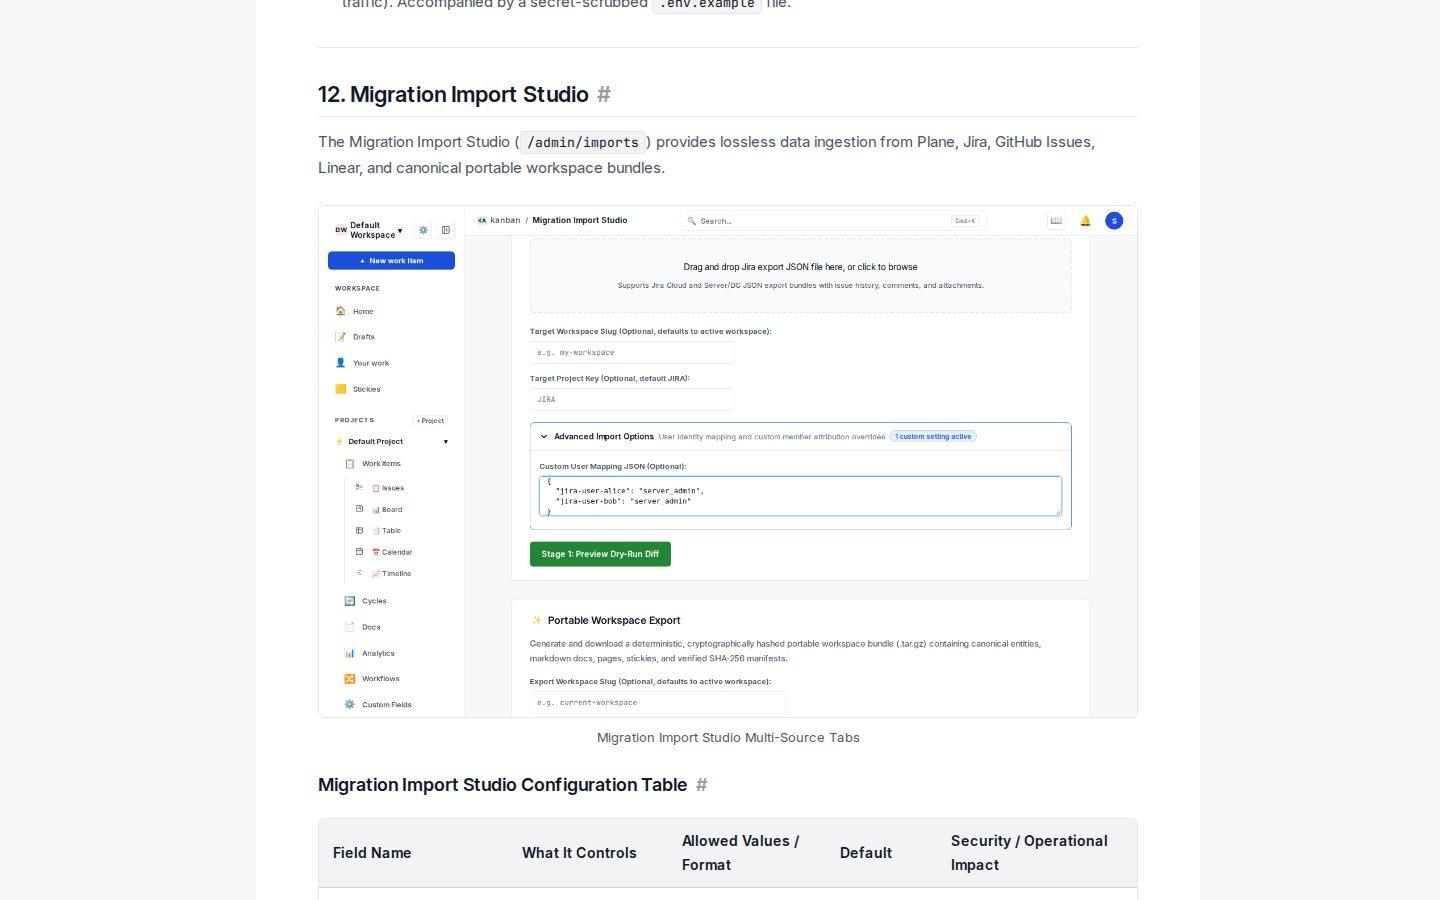 traffic). Accompanied by a secret-scrubbed .env.example file.
12. Migration Import Studio #
The Migration Import Studio ( /admin/imports ) provides lossless data ingestion from Plane, Jira, GitHub Issues,
Linear, and canonical portable workspace bundles.
DW Default Workspace ▾
KA kanban / Migration Import Studio
Search...
Cmd+K
S
+ New work item
WORKSPACE
Home
Drafts
Your work
Stickies
PROJECTS
+ Project
Default Project ▾
Work Items
Issues
Board
Table
Calendar
Timeline
Cycles
Docs
Analytics
Workflows
Custom Fields
Drag and drop Jira export JSON file here, or click to browse
Supports Jira Cloud and Server/DC JSON export bundles with issue history, comments, and attachments.
Target Workspace Slug (Optional, defaults to active workspace):
e.g. my-workspace
Target Project Key (Optional, default JIRA):
JIRA
Advanced Import Options User identity mapping and custom member attribution overrides 1 custom setting active
Custom User Mapping JSON (Optional):
{
"jira-user-alice": "server_admin",
"jira-user-bob": "server_admin"
}
Stage 1: Preview Dry-Run Diff
✨ Portable Workspace Export
Generate and download a deterministic, cryptographically hashed portable workspace bundle (.tar.gz) containing canonical entities,
markdown docs, pages, stickies, and verified SHA-256 manifests.
Export Workspace Slug (Optional, defaults to active workspace):
e.g. current-workspace
Migration Import Studio Multi-Source Tabs
Migration Import Studio Configuration Table #
Field Name
What It Controls
Allowed Values /
Format
Default
Security / Operational
Impact